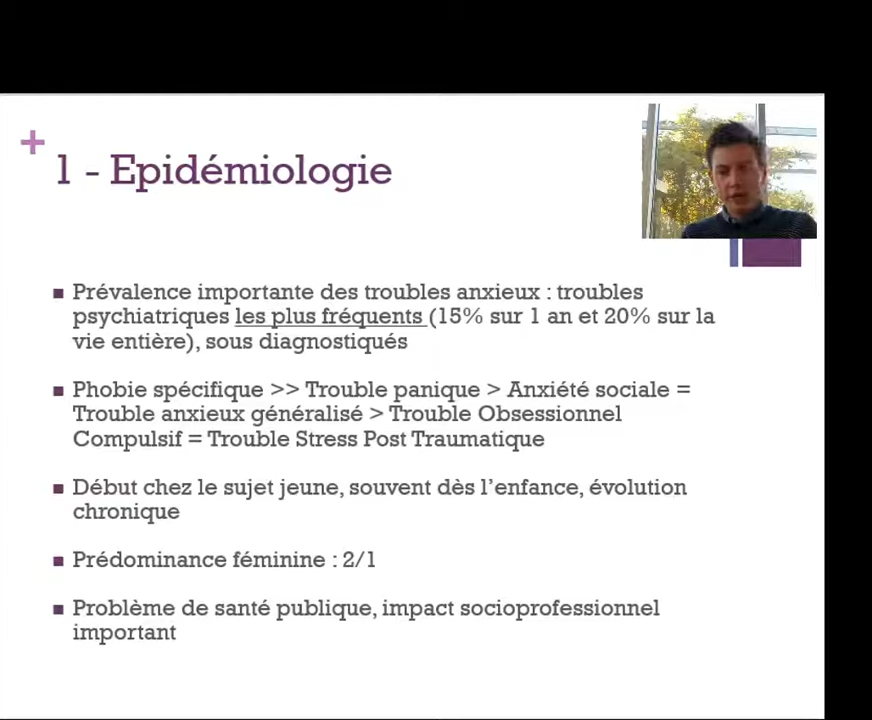 +
1 - Epidémiologie
■ Prévalence importante des troubles anxieux : troubles
psychiatriques les plus fréquents (15% sur 1 an et 20% sur la
vie entière), sous diagnostiqués
■ Phobie spécifique >> Trouble panique > Anxiété sociale =
Trouble anxieux généralisé > Trouble Obsessionnel
Compulsif = Trouble Stress Post Traumatique
■ Début chez le sujet jeune, souvent dès l'enfance, évolution
chronique
■ Prédominance féminine : 2/1
■ Problème de santé publique, impact socioprofessionnel
important